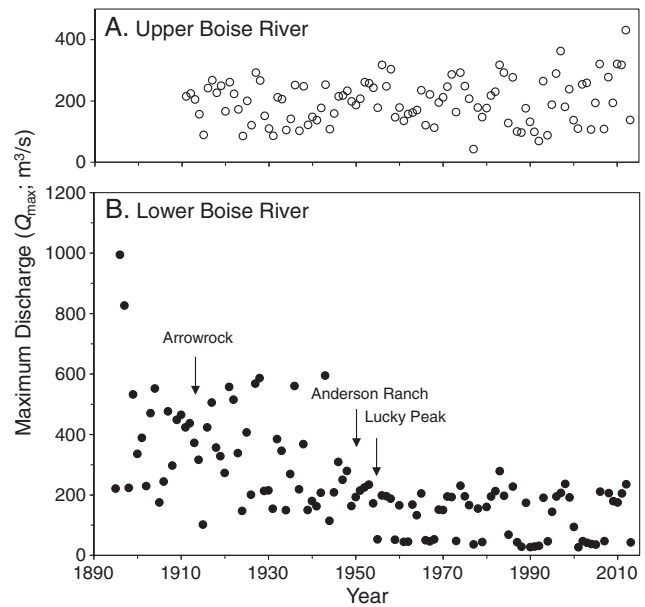 A. Upper Boise River
400
200
0
Maximum Discharge (Qmax; m³/s)
B. Lower Boise River
1200
1000
800
600
400
200
0
Arrowrock
Anderson Ranch
Lucky Peak
1890
1910
1930
1950
1970
1990
2010
Year